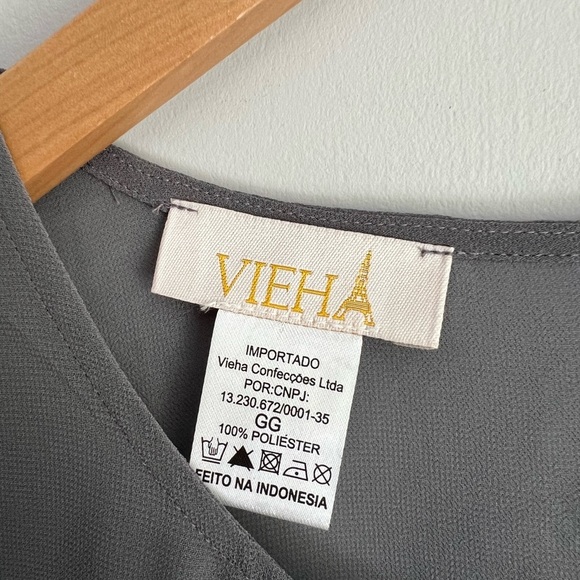 VIEHA
IMPORTADO
Vieha Confecções Ltda
POR:CNPJ:
13.230.672/0001-35
GG
100% POLIÉSTER
FEITO NA INDONESIA